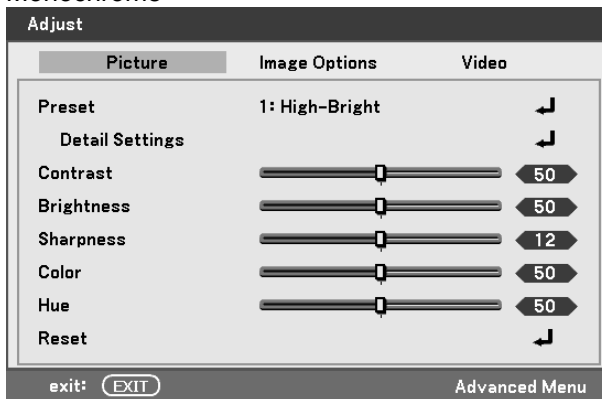 Adjust
Picture Image Options Video
Preset 1: High-Bright
Detail Settings
Contrast 50
Brightness 50
Sharpness 12
Color 50
Hue 50
Reset
exit: EXIT Advanced Menu